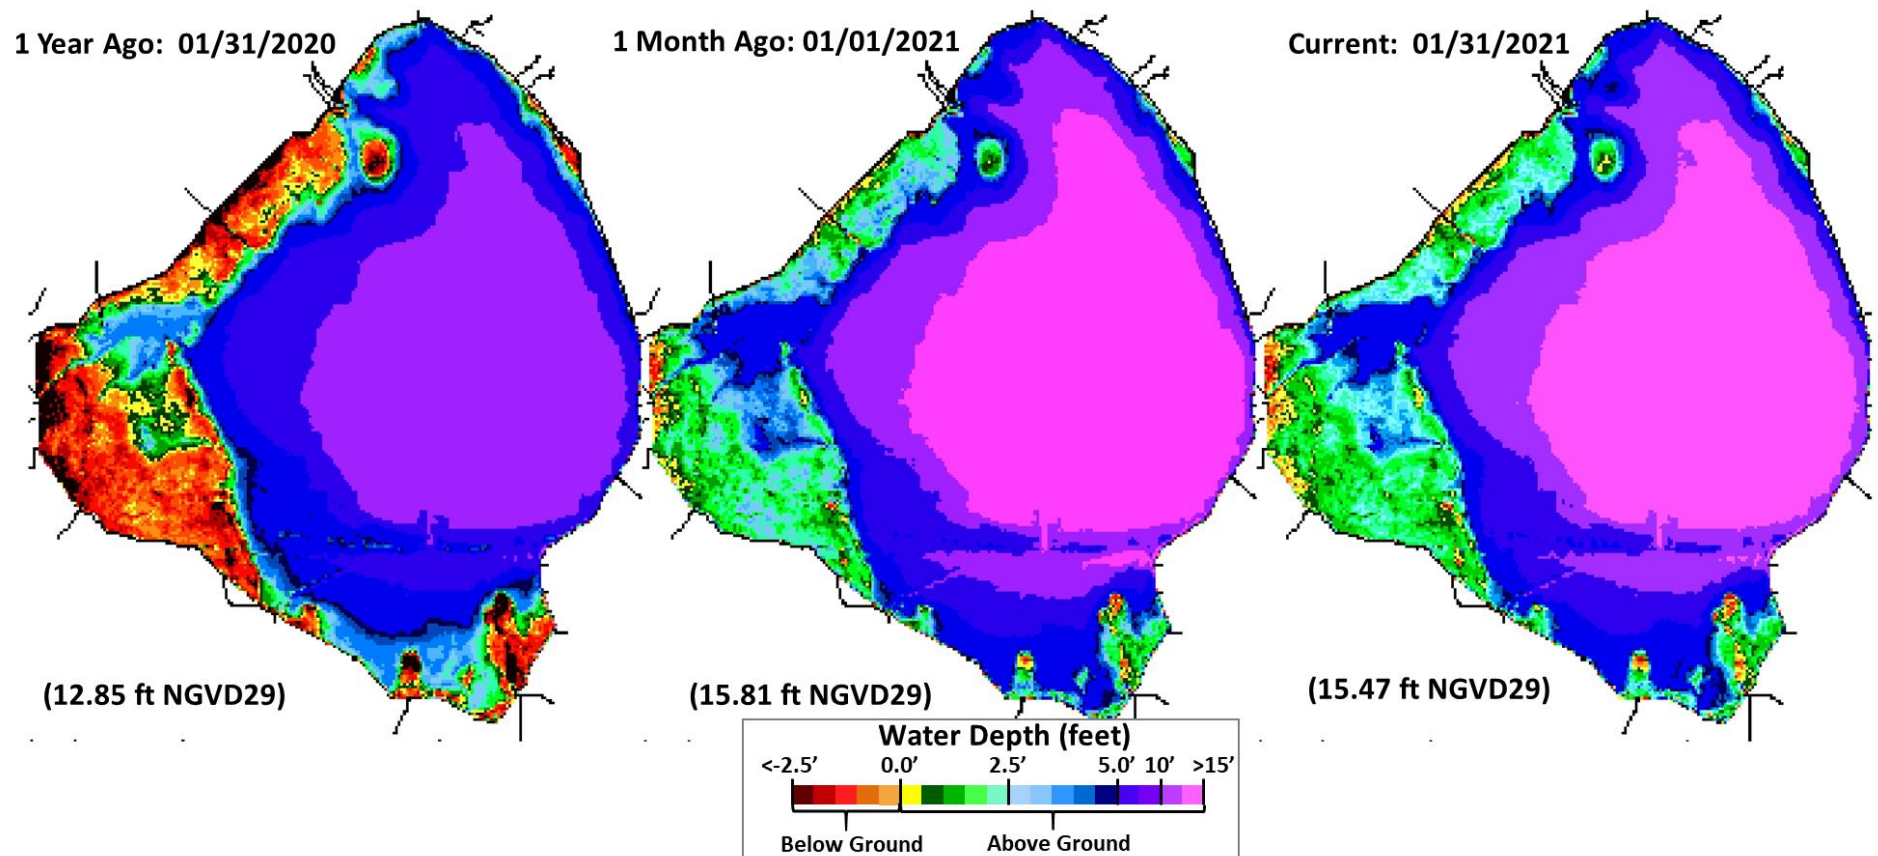 1 Year Ago: 01/31/2020
1 Month Ago: 01/01/2021
Current: 01/31/2021
(12.85 ft NGVD29)
(15.81 ft NGVD29)
(15.47 ft NGVD29)
Water Depth (feet)
<-2.5’ 0.0’ 2.5’ 5.0’ 10’ >15’
Below Ground Above Ground